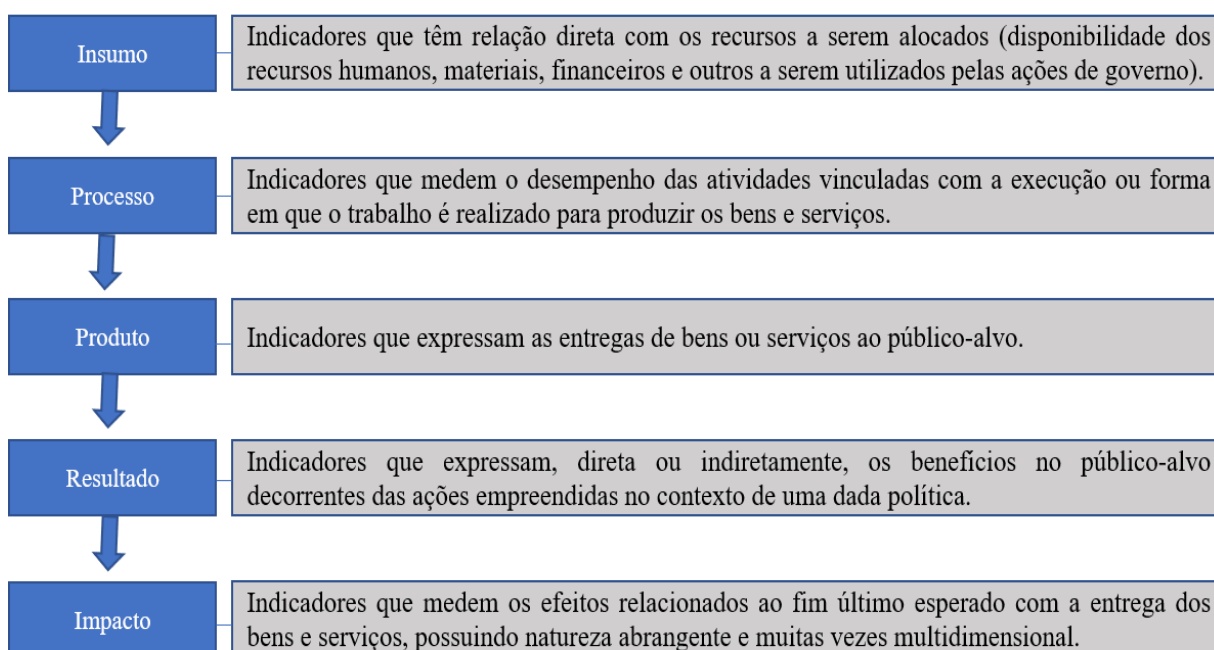 Insumo
Indicadores que têm relação direta com os recursos a serem alocados (disponibilidade dos
recursos humanos, materiais, financeiros e outros a serem utilizados pelas ações de governo).
Processo
Indicadores que medem o desempenho das atividades vinculadas com a execução ou forma
em que o trabalho é realizado para produzir os bens e serviços.
Produto
Indicadores que expressam as entregas de bens ou serviços ao público-alvo.
Resultado
Indicadores que expressam, direta ou indiretamente, os benefícios no público-alvo
decorrentes das ações empreendidas no contexto de uma dada política.
Impacto
Indicadores que medem os efeitos relacionados ao fim último esperado com a entrega dos
bens e serviços, possuindo natureza abrangente e muitas vezes multidimensional.